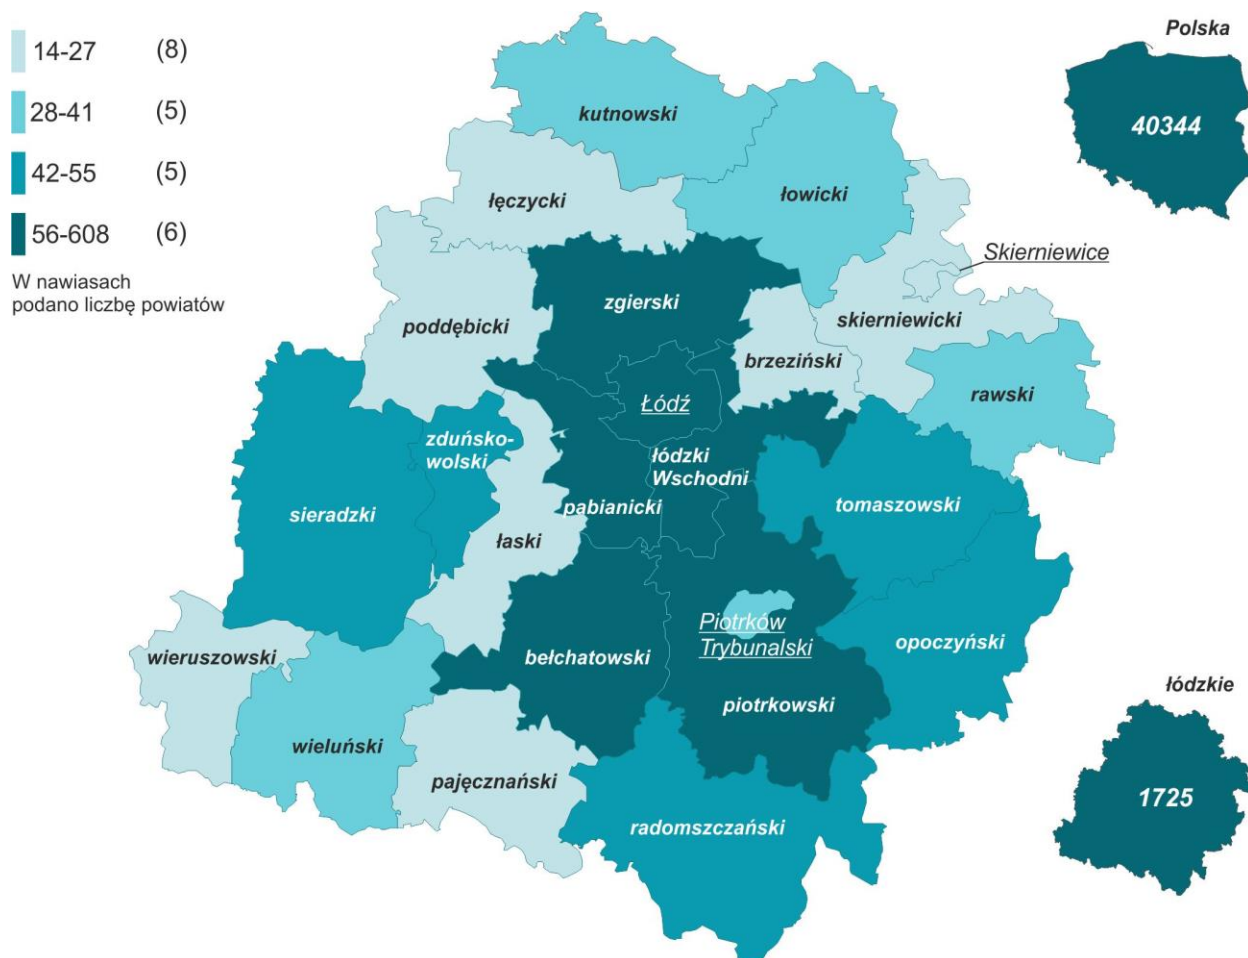 14-27 (8)
28-41 (5)
42-55 (5)
56-608 (6)
W nawiasach
podano liczbę powiatów
Polska
40344
kutnowski
łęczycki
łowicki
Skierniewice
zgierski
skierniewicki
poddębicki
brzeziński
rawski
Łódź
zduńsko-
wolski
łódzki
Wschodni
sieradzki
pabianicki
tomaszowski
łaski
Piotrków
Trybunalski
opoczyński
wieruszowski
bełchatowski
piotrkowski
wieluński
pajęcznański
radomszczański
łódzkie
1725